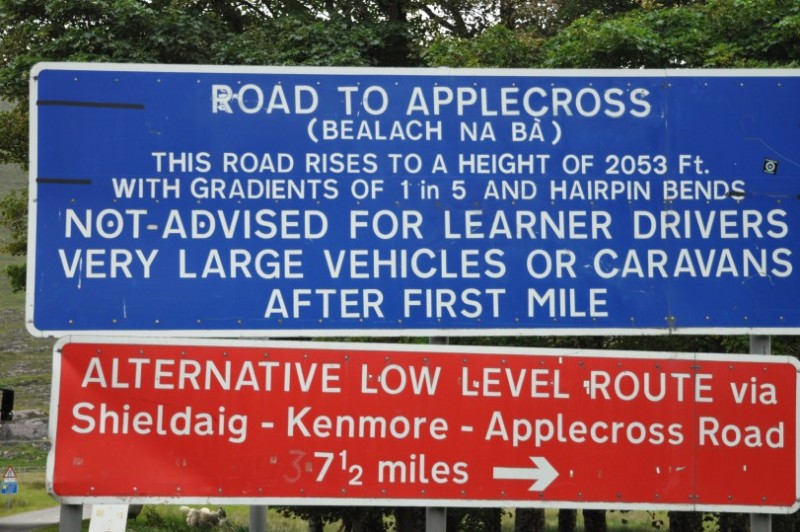 ROAD TO APPLECROSS
(BEALACH NA BÀ)
THIS ROAD RISES TO A HEIGHT OF 2053 Ft.
WITH GRADIENTS OF 1 in 5 AND HAIRPIN BENDS
NOT-ADVISED FOR LEARNER DRIVERS
VERY LARGE VEHICLES OR CARAVANS
AFTER FIRST MILE
ALTERNATIVE LOW LEVEL ROUTE via
Shieldaig - Kenmore - Applecross Road
37½ miles